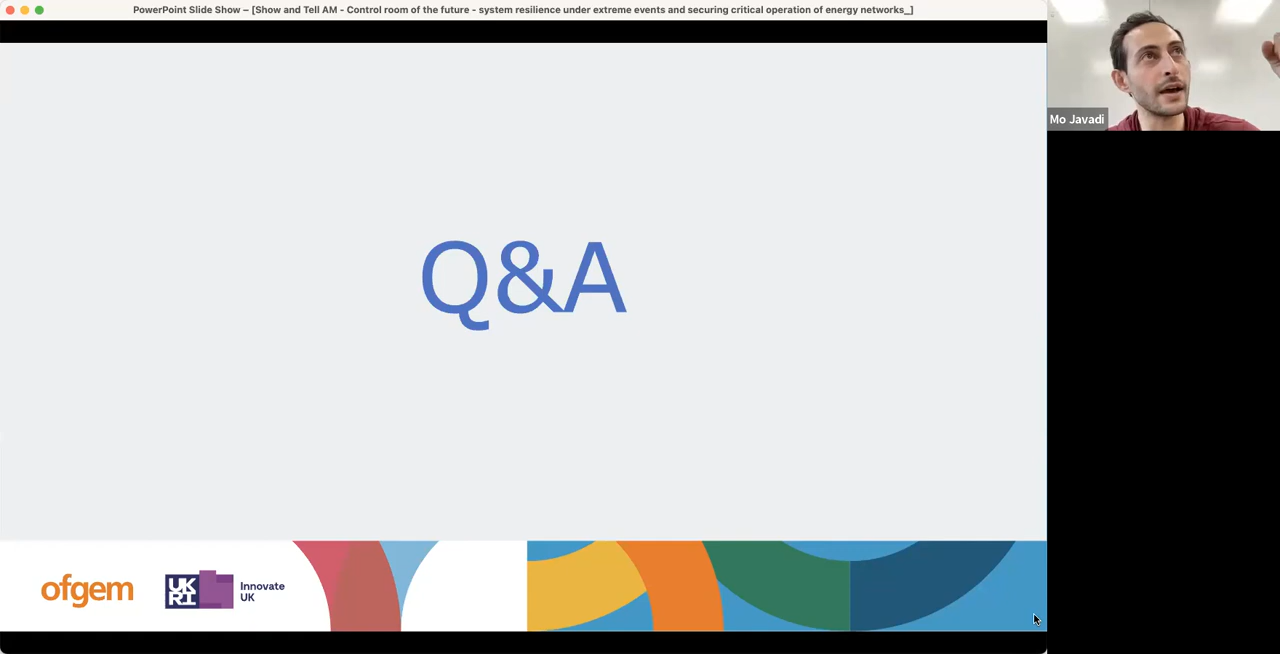 PowerPoint Slide Show – [Show and Tell AM - Control room of the future - system resilience under extreme events and securing critical operation of energy networks_]
Mo Javadi
Q&A
ofgem
UK
RI
Innovate
UK